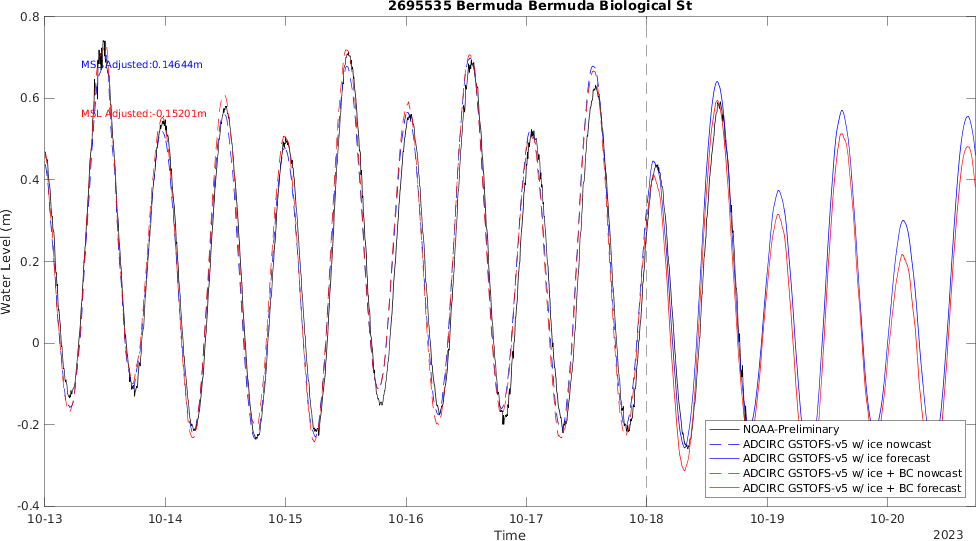 2695535 Bermuda Bermuda Biological St
0.8
0.6
0.4
0.2
0
-0.2
-0.4
Water Level (m)
MSL Adjusted:0.14644m
MSL Adjusted:-0.15201m
NOAA-Preliminary
ADCIRC GSTOFS-v5 w/ ice nowcast
ADCIRC GSTOFS-v5 w/ ice forecast
ADCIRC GSTOFS-v5 w/ ice + BC nowcast
ADCIRC GSTOFS-v5 w/ ice + BC forecast
10-13 10-14 10-15 10-16 10-17 10-18 10-19 10-20
Time
2023